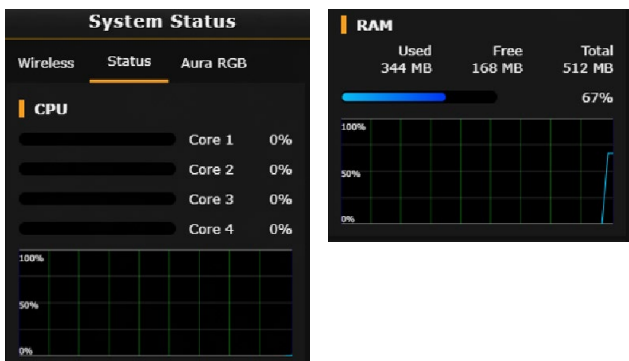 System Status
Wireless Status Aura RGB
CPU
Core 1 0%
Core 2 0%
Core 3 0%
Core 4 0%
100%
50%
0%
RAM
Used Free Total
344 MB 168 MB 512 MB
67%
100%
50%
0%